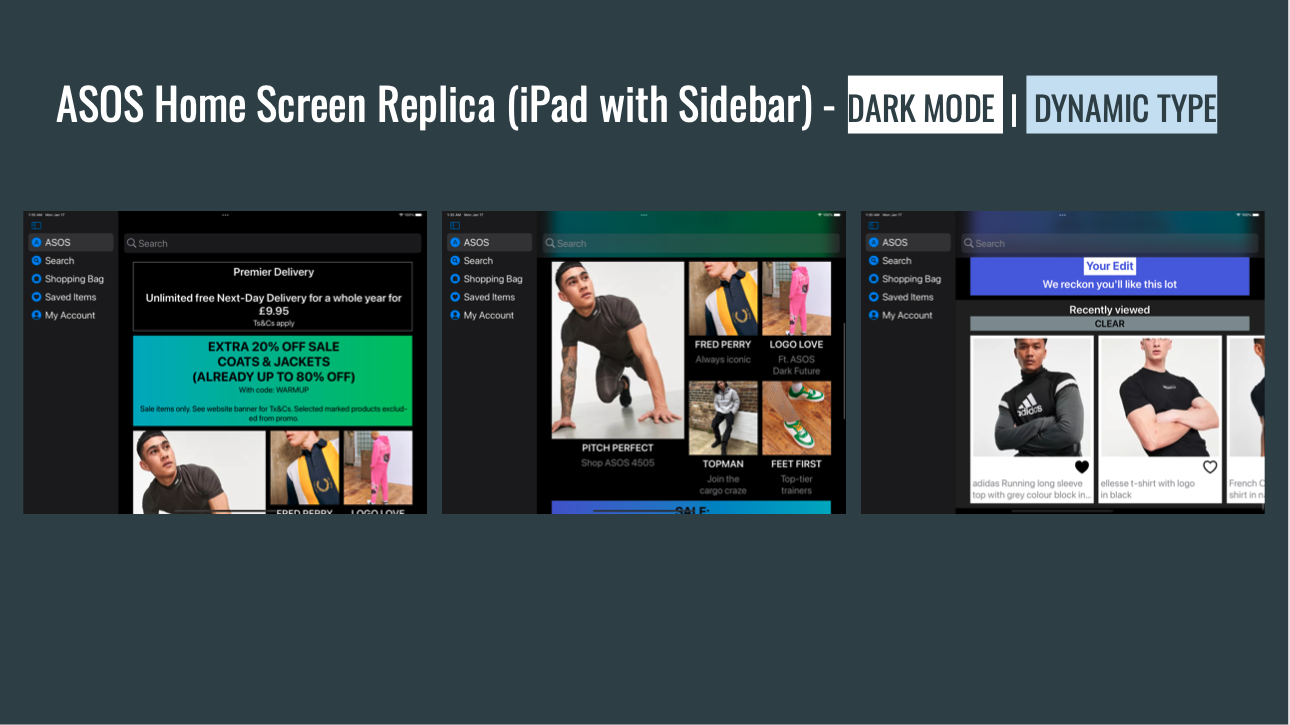 ASOS Home Screen Replica (iPad with Sidebar) - DARK MODE | DYNAMIC TYPE
1:55 AM Mon Jan 17
100%
ASOS
Search
Shopping Bag
Saved Items
My Account
Search
Premier Delivery
Unlimited free Next-Day Delivery for a whole year for
£9.95
Ts&Cs apply
EXTRA 20% OFF SALE
COATS & JACKETS
(ALREADY UP TO 80% OFF)
With code: WARMUP
Sale items only. See website banner for Tx&Cs. Selected marked products exclud-
ed from promo.
FRED PERRY
LOGO LOVE
Mon Jan 17
100%
ASOS
Search
Shopping Bag
Saved Items
My Account
Search
PITCH PERFECT
Shop ASOS 4505
FRED PERRY
Always iconic
LOGO LOVE
Ft. ASOS
Dark Future
TOPMAN
Join the
cargo craze
FEET FIRST
Top-tier
trainers
SALE:
Mon Jan 17
100%
ASOS
Search
Shopping Bag
Saved Items
My Account
Search
Your Edit
We reckon you'll like this lot
Recently viewed
CLEAR
adidas
adidas Running long sleeve
top with grey colour block in...
ellesse t-shirt with logo
in black
French C
shirt in n